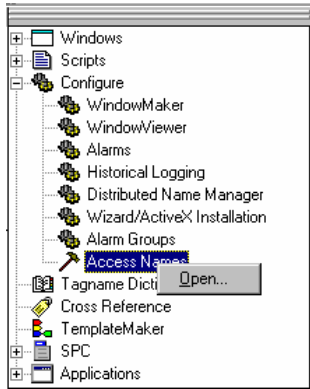 Windows
Scripts
Configure
WindowMaker
WindowViewer
Alarms
Historical Logging
Distributed Name Manager
Wizard/ActiveX Installation
Alarm Groups
Access Names
Open...
Tagname Dicti
Cross Reference
TemplateMaker
SPC
Applications